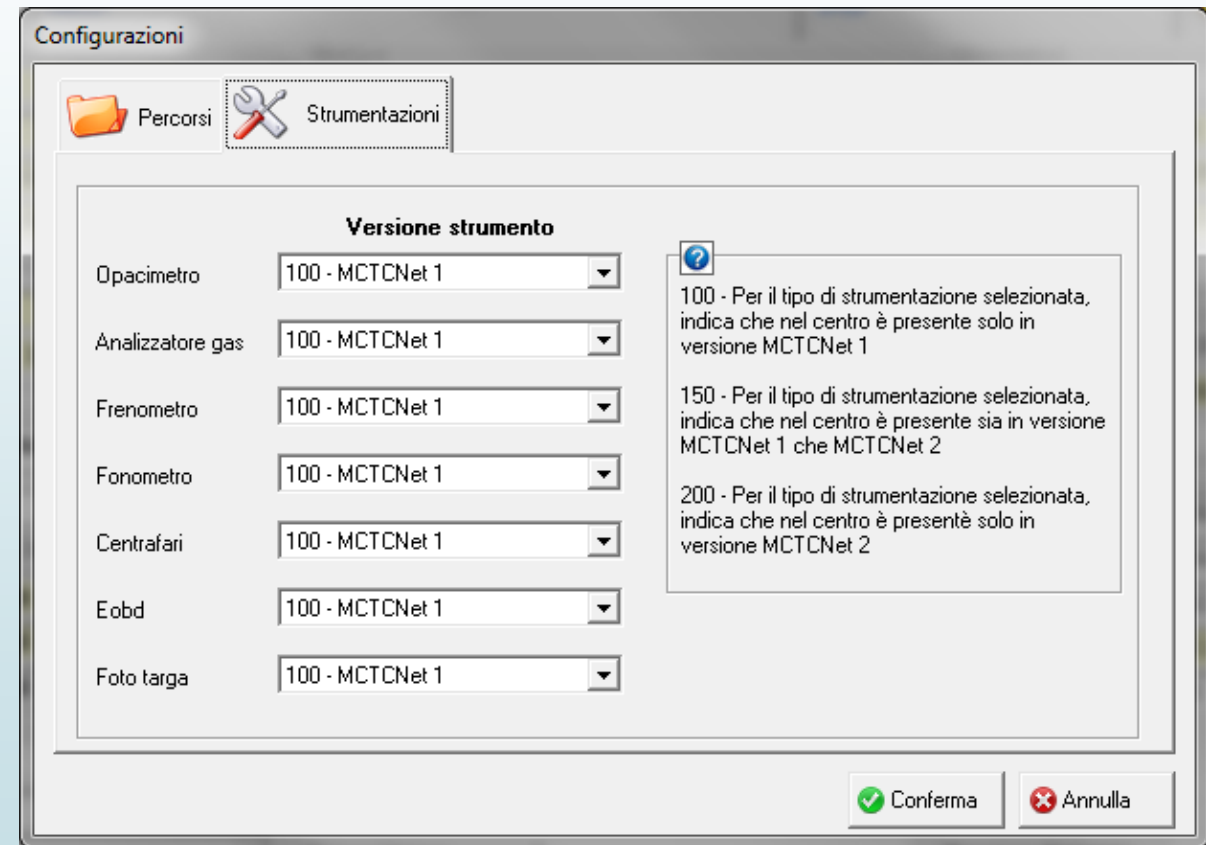 Configurazioni
Percorsi
Strumentazioni
Versione strumento
Opacimetro
100 - MCTCNet 1
Analizzatore gas
100 - MCTCNet 1
Frenometro
100 - MCTCNet 1
Fonometro
100 - MCTCNet 1
Centrafari
100 - MCTCNet 1
Eobd
100 - MCTCNet 1
Foto targa
100 - MCTCNet 1
?
100 - Per il tipo di strumentazione selezionata,
indica che nel centro è presente solo in
versione MCTCNet 1
150 - Per il tipo di strumentazione selezionata,
indica che nel centro è presente sia in versione
MCTCNet 1 che MCTCNet 2
200 - Per il tipo di strumentazione selezionata,
indica che nel centro è presentè solo in
versione MCTCNet 2
Conferma
Annulla